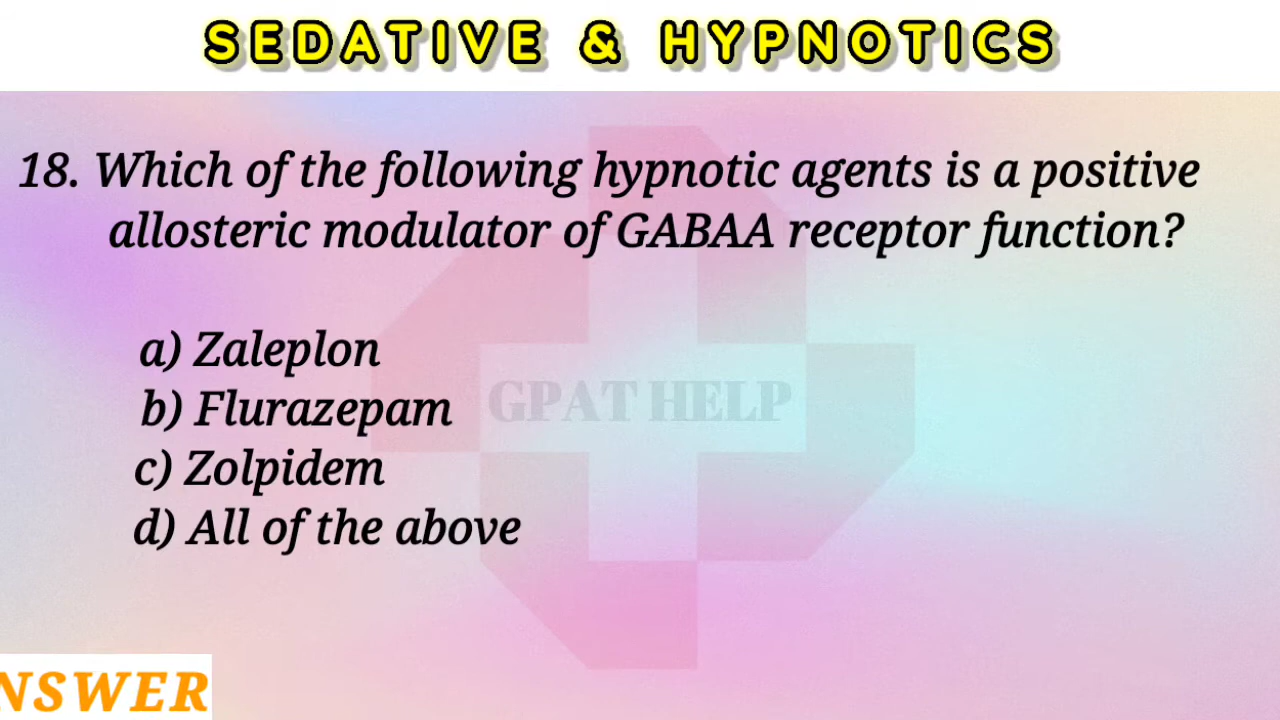 SEDATIVE & HYPNOTICS
18. Which of the following hypnotic agents is a positive
allosteric modulator of GABAA receptor function?
a) Zaleplon
b) Flurazepam
GPAT HELP
c) Zolpidem
d) All of the above
NSWER